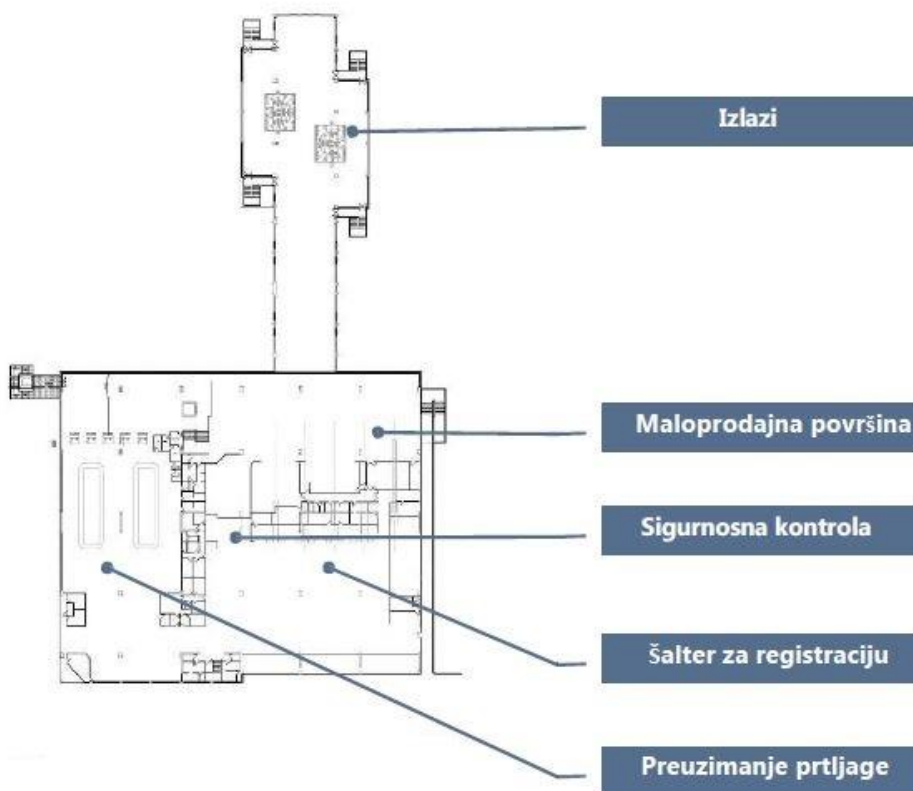 Izlazi
Maloprodajna površina
Sigurnosna kontrola
Šalter za registraciju
Preuzimanje prtljage